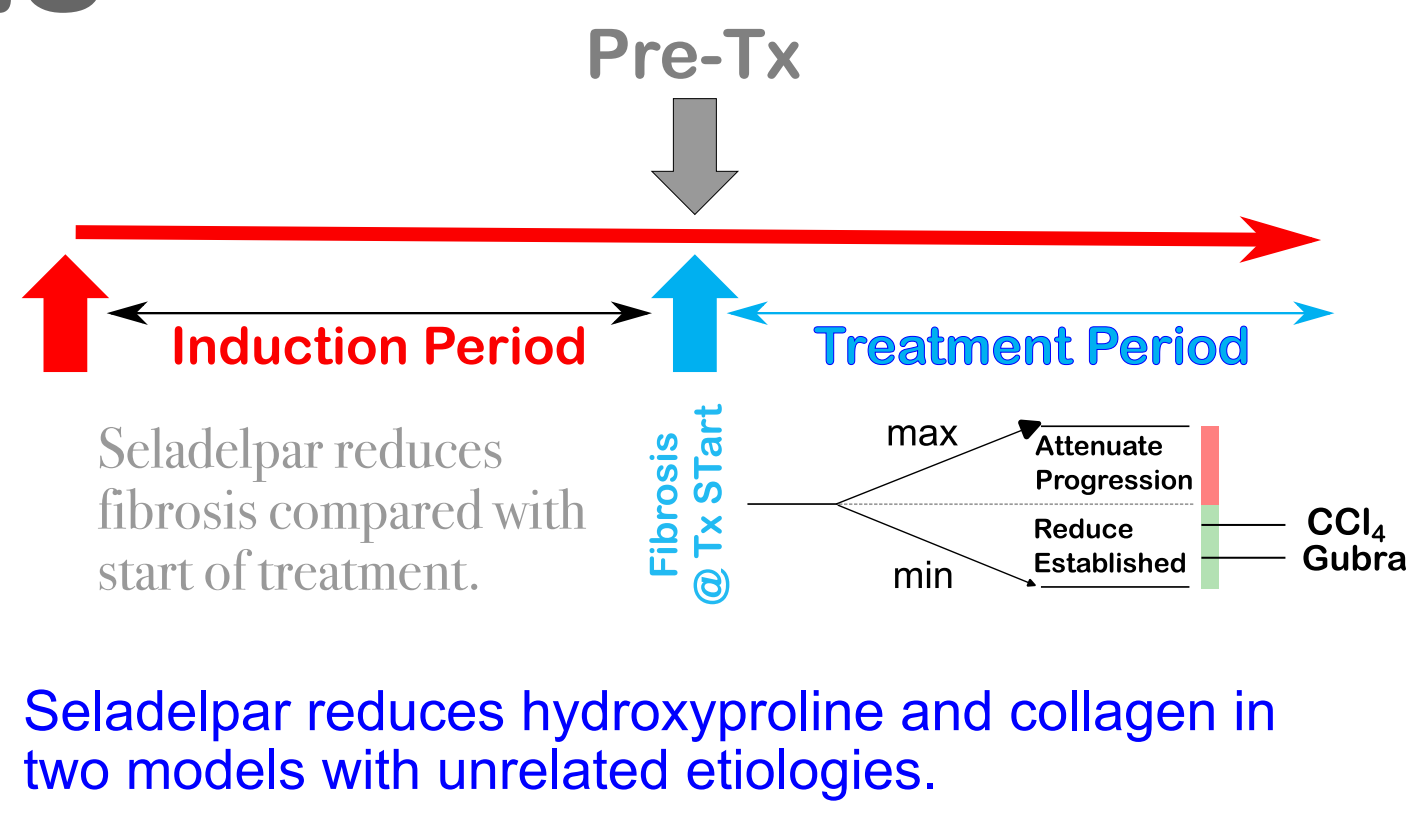 Pre-Tx
Induction Period
Treatment Period
Seladelpar reduces
fibrosis compared with
start of treatment.
Fibrosis
@ Tx STart
max
min
Attenuate
Progression
Reduce
Established
CCl₄
Gubra
Seladelpar reduces hydroxyproline and collagen in
two models with unrelated etiologies.